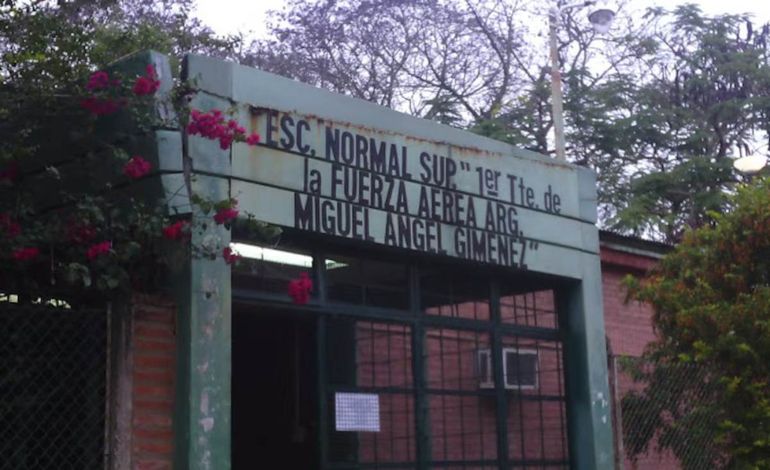 ESC. NORMAL SUP. " 1er Tte. de
la FUERZA AEREA ARG.
MIGUEL ANGEL GIMENEZ"